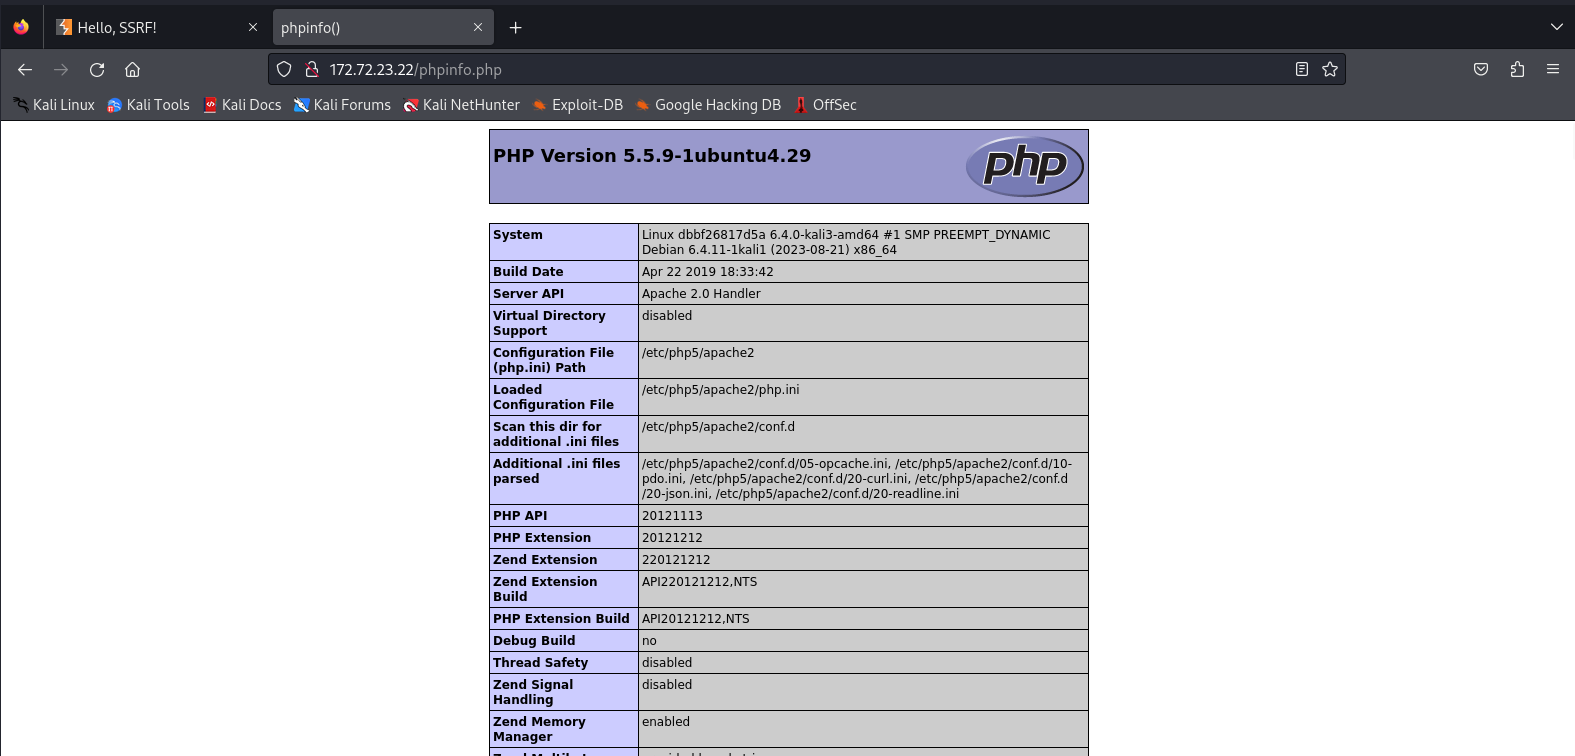 Hello, SSRF!
phpinfo()
172.72.23.22/phpinfo.php
Kali Linux
Kali Tools
Kali Docs
Kali Forums
Kali NetHunter
Exploit-DB
Google Hacking DB
OffSec
PHP Version 5.5.9-1ubuntu4.29
php
System
Linux dbbf26817d5a 6.4.0-kali3-amd64 #1 SMP PREEMPT_DYNAMIC
Debian 6.4.11-1kali1 (2023-08-21) x86_64
Build Date
Apr 22 2019 18:33:42
Server API
Apache 2.0 Handler
Virtual Directory
Support
disabled
Configuration File
(php.ini) Path
/etc/php5/apache2
Loaded
Configuration File
/etc/php5/apache2/php.ini
Scan this dir for
additional .ini files
/etc/php5/apache2/conf.d
Additional .ini files
parsed
/etc/php5/apache2/conf.d/05-opcache.ini, /etc/php5/apache2/conf.d/10-
pdo.ini, /etc/php5/apache2/conf.d/20-curl.ini, /etc/php5/apache2/conf.d
/20-json.ini, /etc/php5/apache2/conf.d/20-readline.ini
PHP API
20121113
PHP Extension
20121212
Zend Extension
220121212
Zend Extension
Build
API220121212,NTS
PHP Extension Build
API20121212,NTS
Debug Build
no
Thread Safety
disabled
Zend Signal
Handling
disabled
Zend Memory
Manager
enabled